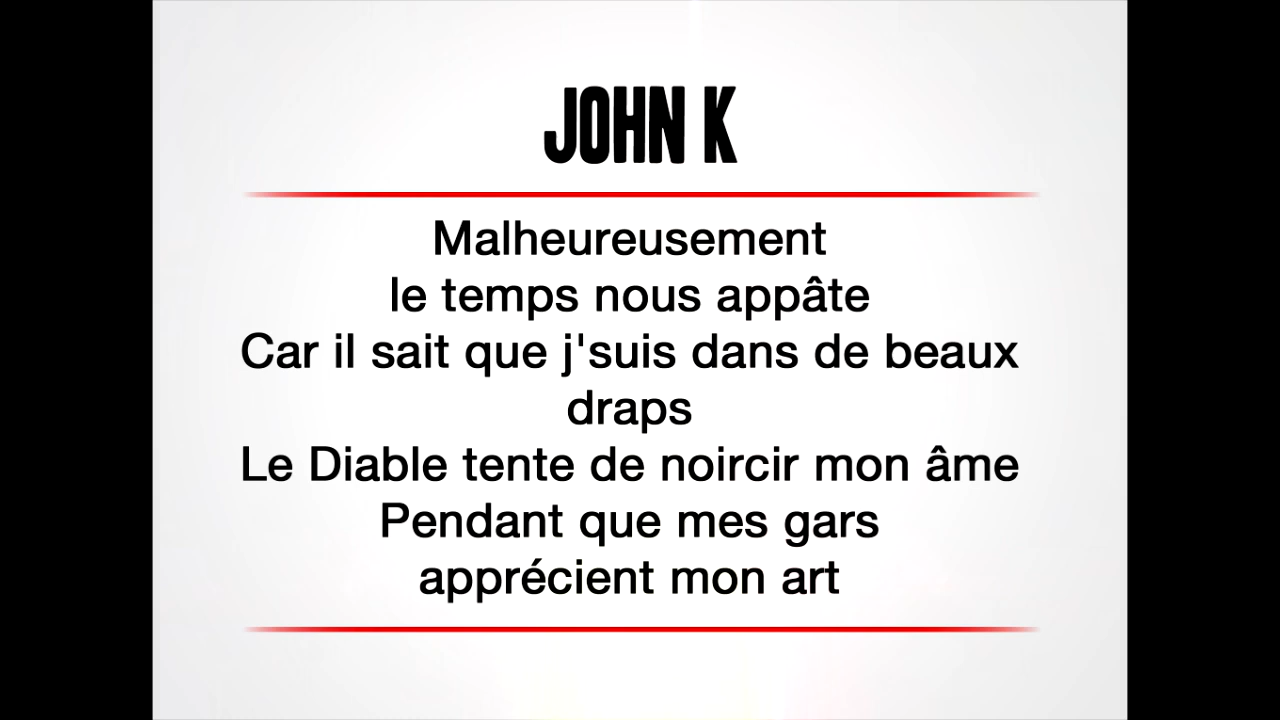 JOHN K
Malheureusement
le temps nous appâte
Car il sait que j'suis dans de beaux
draps
Le Diable tente de noircir mon âme
Pendant que mes gars
apprécient mon art